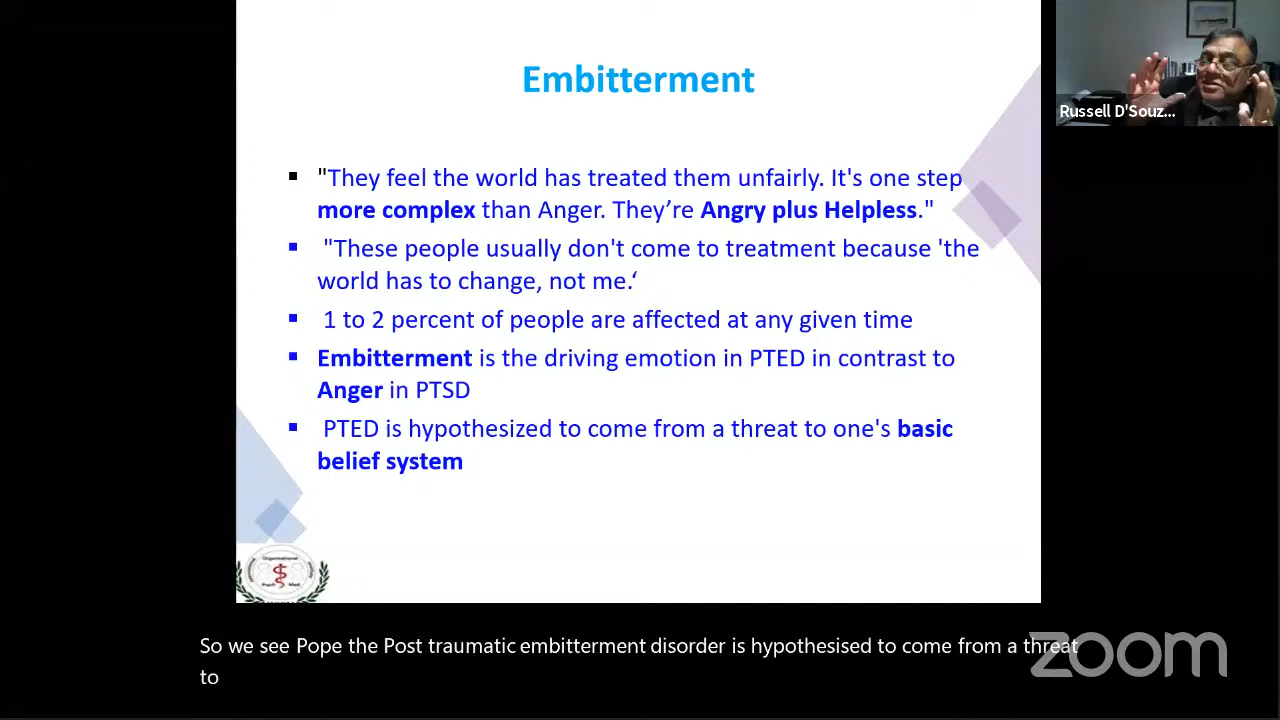 Embitterment
Russell D'Souz...
▪ "They feel the world has treated them unfairly. It's one step
more complex than Anger. They’re Angry plus Helpless."
▪ "These people usually don't come to treatment because 'the
world has to change, not me.‘
▪ 1 to 2 percent of people are affected at any given time
▪ Embitterment is the driving emotion in PTED in contrast to
Anger in PTSD
▪ PTED is hypothesized to come from a threat to one's basic
belief system
Organisational
So we see Pope the Post traumatic embitterment disorder is hypothesised to come from a threat
to
zoom